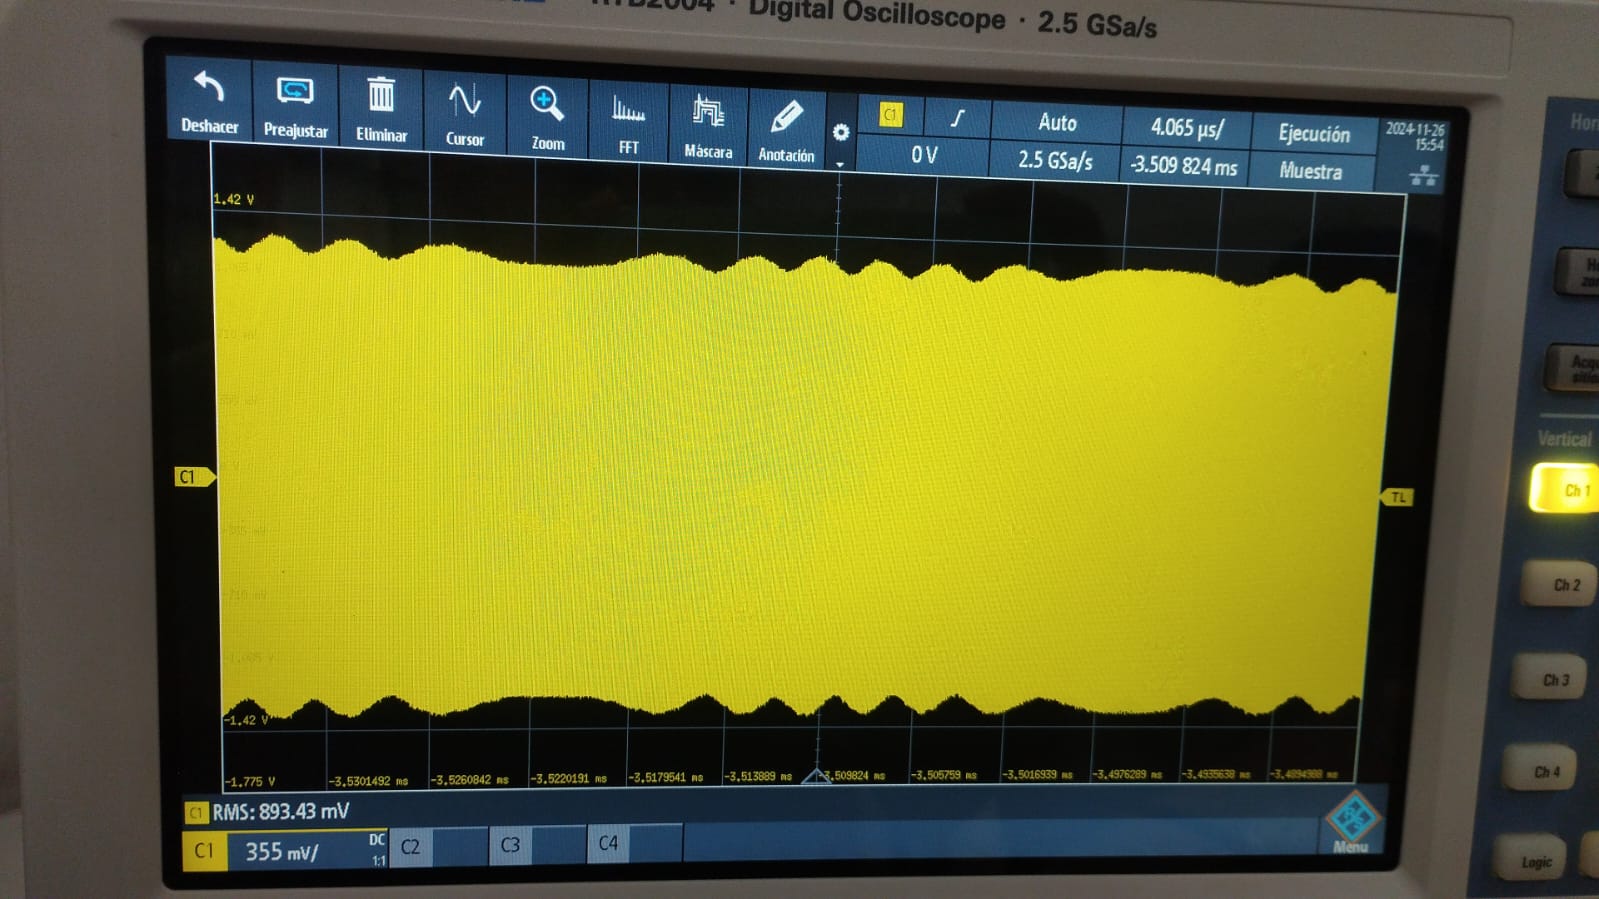 RTB2004 · Digital Oscilloscope · 2.5 GSa/s
Deshacer
Preajustar
Eliminar
Cursor
Zoom
FFT
Máscara
Anotación
C1
Auto
4.065 µs/
Ejecución
2024-11-26
15:54
0 V
2.5 GSa/s
-3.509 824 ms
Muestra
1.42 V
C1
TL
-710 mV
-1.42 V
-1.775 V
-3.5301492 ms
-3.5260842 ms
-3.5220191 ms
-3.5179541 ms
-3.513889 ms
-3.509824 ms
-3.505759 ms
-3.5016939 ms
-3.4976289 ms
-3.4935638 ms
-3.4894988 ms
C1
RMS: 893.43 mV
C1
355 mV/
DC
1:1
C2
C3
C4
Menu
Vertical
Ch 1
Ch 2
Ch 3
Ch 4
Logic